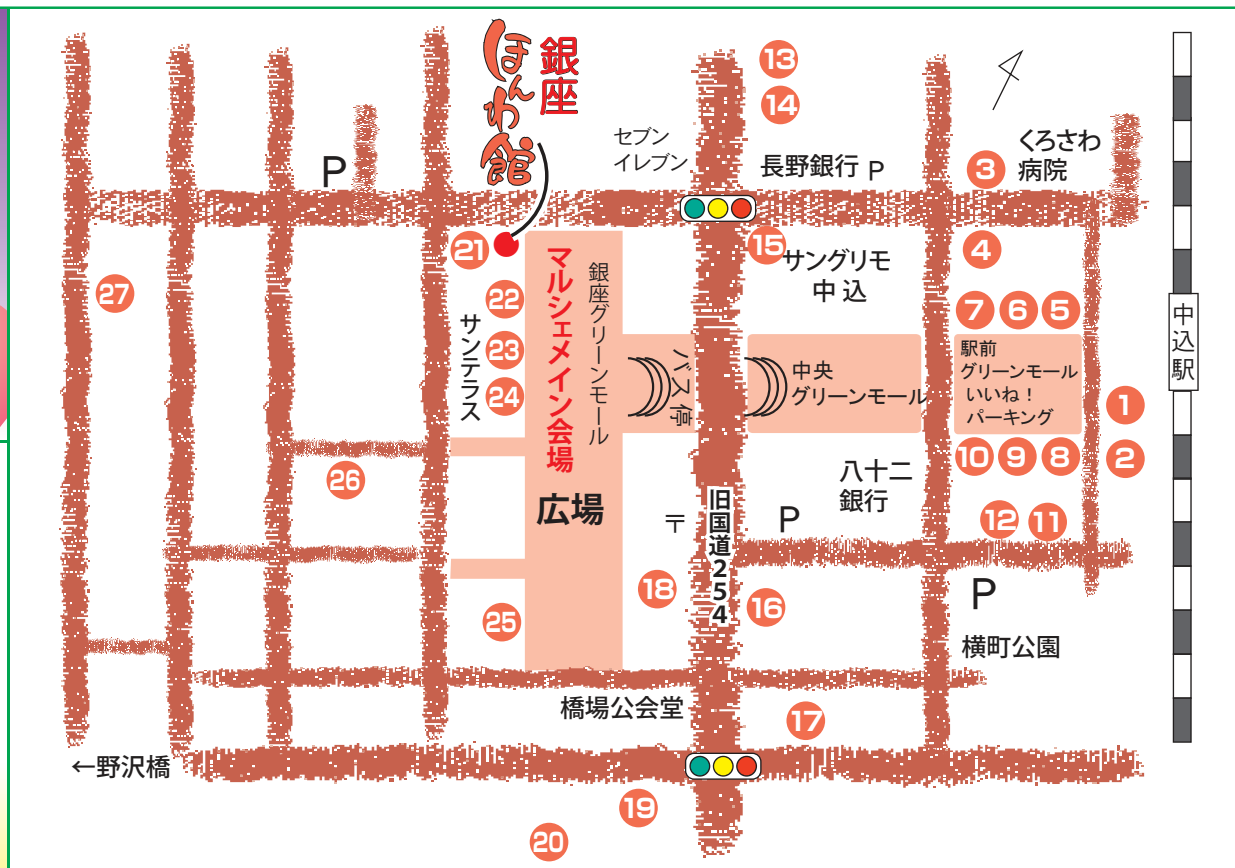 銀座
ほんわ館
13
14
セブン
イレブン
長野銀行 P
3
くろさわ
病院
P
21
15
サングリモ
中込
4
27
22
マルシェメイン会場
銀座グリーンモール
7 6 5
中込駅
サンテラス
23
24
バス停
中央
グリーンモール
駅前
グリーンモール
いいね！
パーキング
1
2
10 9 8
26
広場
〒
旧国道254
P
八十二
銀行
12 11
18
16
P
25
横町公園
橋場公会堂
17
←野沢橋
19
20